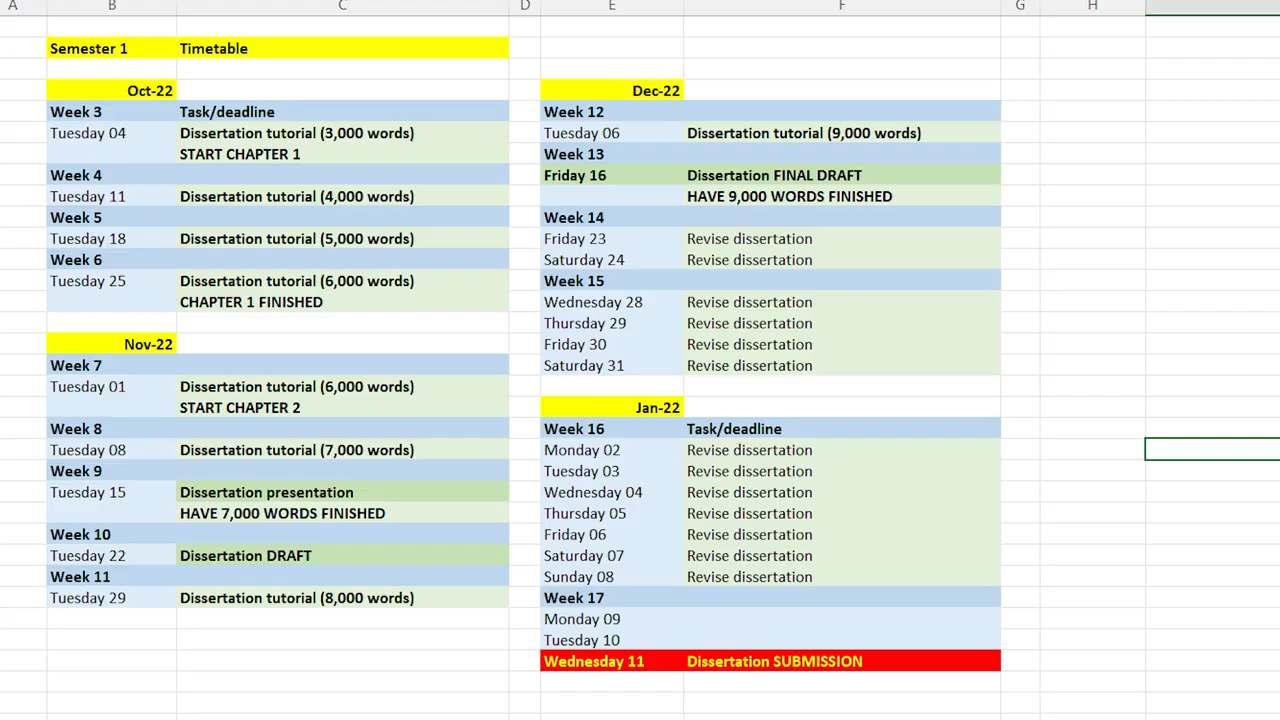 A B C D E F G H
Semester 1 Timetable
Oct-22
Week 3 Task/deadline
Tuesday 04 Dissertation tutorial (3,000 words)
START CHAPTER 1
Week 4
Tuesday 11 Dissertation tutorial (4,000 words)
Week 5
Tuesday 18 Dissertation tutorial (5,000 words)
Week 6
Tuesday 25 Dissertation tutorial (6,000 words)
CHAPTER 1 FINISHED
Nov-22
Week 7
Tuesday 01 Dissertation tutorial (6,000 words)
START CHAPTER 2
Week 8
Tuesday 08 Dissertation tutorial (7,000 words)
Week 9
Tuesday 15 Dissertation presentation
HAVE 7,000 WORDS FINISHED
Week 10
Tuesday 22 Dissertation DRAFT
Week 11
Tuesday 29 Dissertation tutorial (8,000 words)
Dec-22
Week 12
Tuesday 06 Dissertation tutorial (9,000 words)
Week 13
Friday 16 Dissertation FINAL DRAFT
HAVE 9,000 WORDS FINISHED
Week 14
Friday 23 Revise dissertation
Saturday 24 Revise dissertation
Week 15
Wednesday 28 Revise dissertation
Thursday 29 Revise dissertation
Friday 30 Revise dissertation
Saturday 31 Revise dissertation
Jan-22
Week 16 Task/deadline
Monday 02 Revise dissertation
Tuesday 03 Revise dissertation
Wednesday 04 Revise dissertation
Thursday 05 Revise dissertation
Friday 06 Revise dissertation
Saturday 07 Revise dissertation
Sunday 08 Revise dissertation
Week 17
Monday 09
Tuesday 10
Wednesday 11 Dissertation SUBMISSION